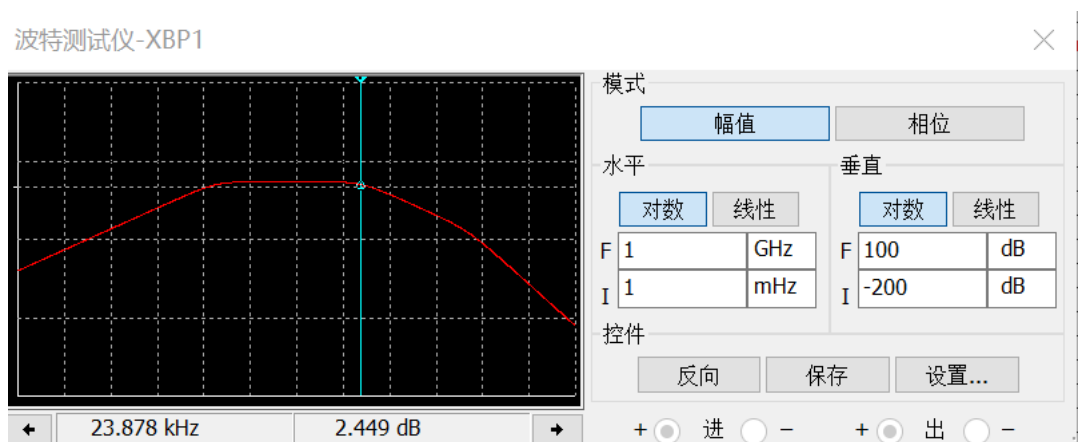 波特测试仪-XBP1
模式
幅值 相位
水平 垂直
对数 线性 对数 线性
F 1 GHz F 100 dB
I 1 mHz I -200 dB
控件
反向 保存 设置...
23.878 kHz 2.449 dB + 进 - + 出 -